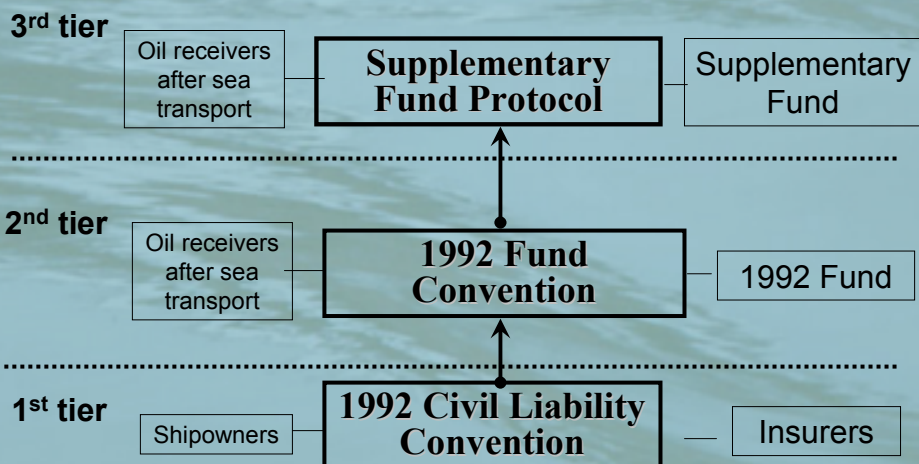 3rd tier
Oil receivers
after sea
transport
Supplementary
Fund Protocol
Supplementary
Fund
2nd tier
Oil receivers
after sea
transport
1992 Fund
Convention
1992 Fund
1st tier
Shipowners
1992 Civil Liability
Convention
Insurers